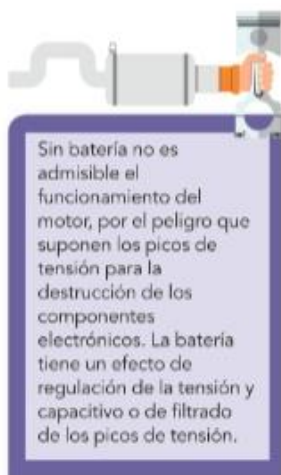 Sin batería no es
admisible el
funcionamiento del
motor, por el peligro que
suponen los picos de
tensión para la
destrucción de los
componentes
electrónicos. La batería
tiene un efecto de
regulación de la tensión y
capacitivo o de filtrado
de los picos de tensión.